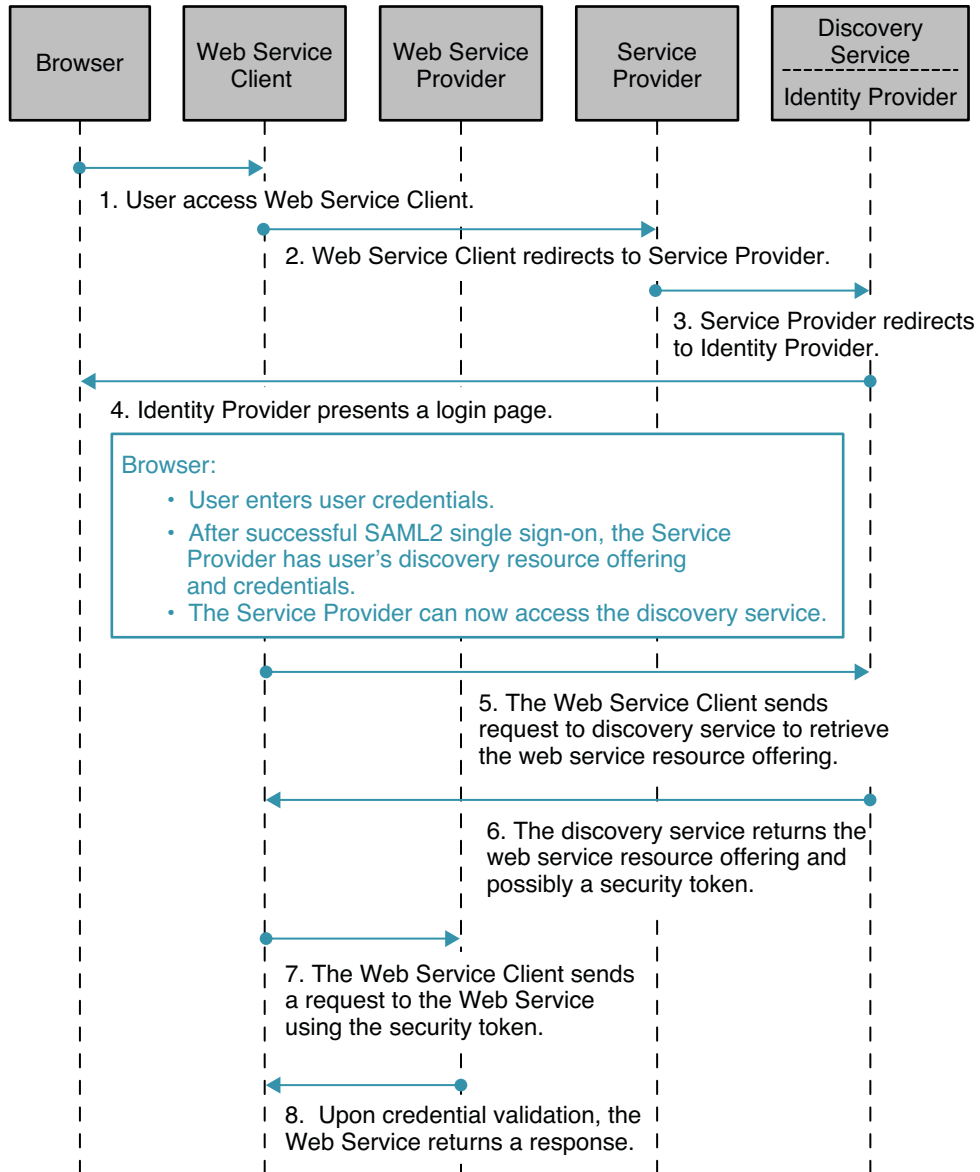 Browser
Web Service
Client
Web Service
Provider
Service
Provider
Discovery
Service
Identity Provider
1. User access Web Service Client.
2. Web Service Client redirects to Service Provider.
3. Service Provider redirects
to Identity Provider.
4. Identity Provider presents a login page.
Browser:
• User enters user credentials.
• After successful SAML2 single sign-on, the Service
Provider has user's discovery resource offering
and credentials.
• The Service Provider can now access the discovery service.
5. The Web Service Client sends
request to discovery service to retrieve
the web service resource offering.
6. The discovery service returns the
web service resource offering and
possibly a security token.
7. The Web Service Client sends
a request to the Web Service
using the security token.
8. Upon credential validation, the
Web Service returns a response.